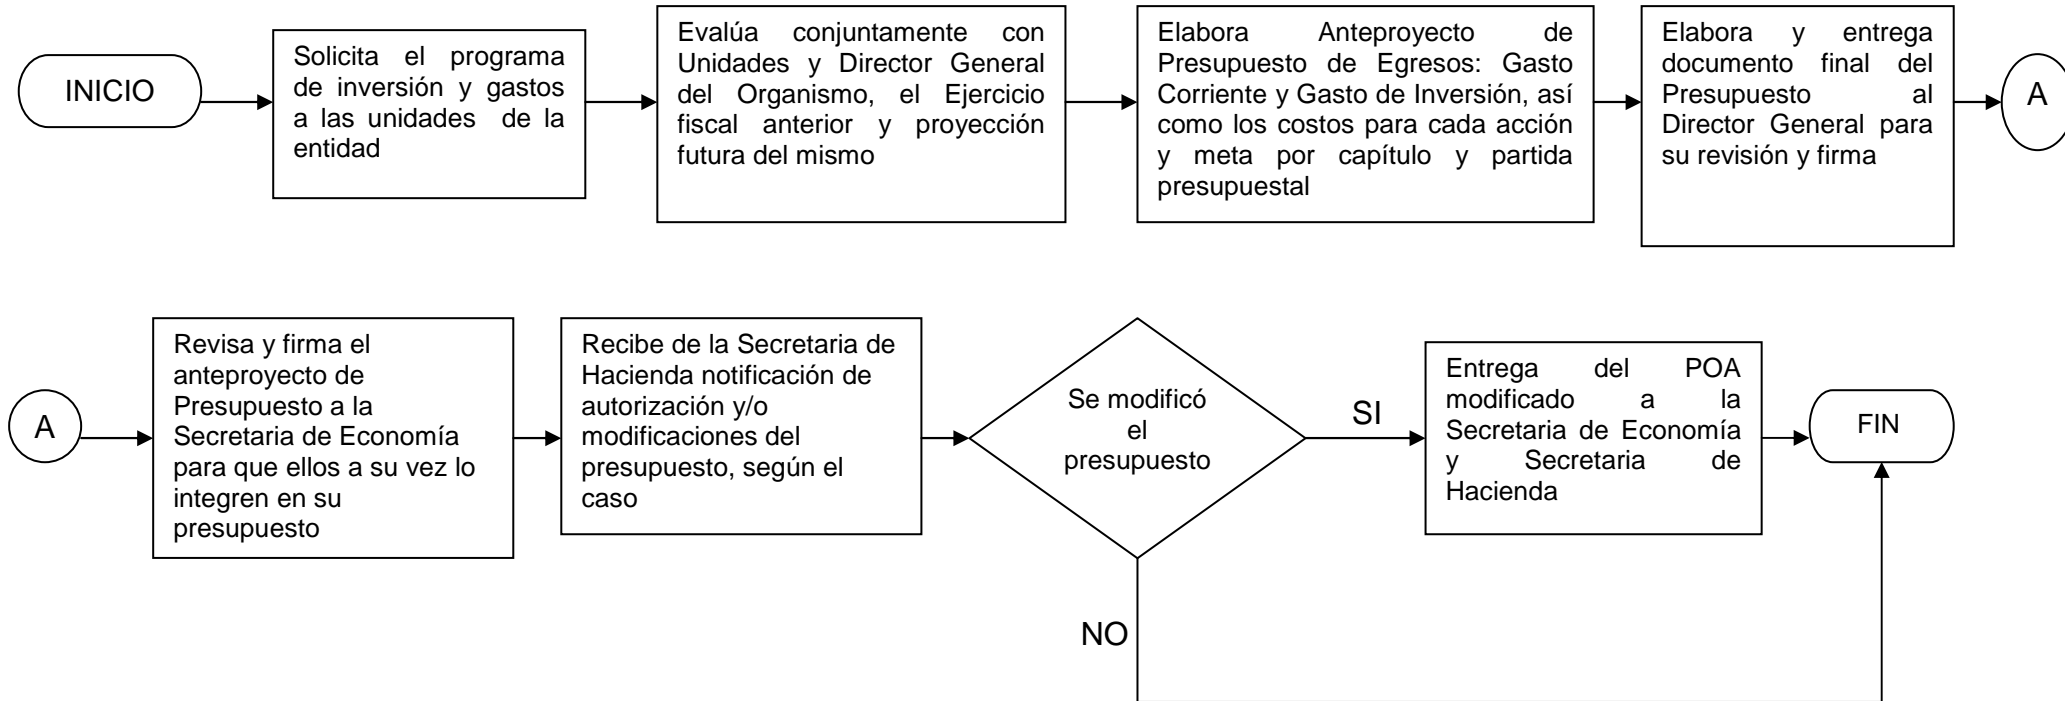 INICIO
Solicita el programa
de inversión y gastos
a las unidades de la
entidad
Evalúa conjuntamente con
Unidades y Director General
del Organismo, el Ejercicio
fiscal anterior y proyección
futura del mismo
Elabora Anteproyecto de
Presupuesto de Egresos: Gasto
Corriente y Gasto de Inversión, así
como los costos para cada acción
y meta por capítulo y partida
presupuestal
Elabora y entrega
documento final del
Presupuesto al
Director General para
su revisión y firma
A
A
Revisa y firma el
anteproyecto de
Presupuesto a la
Secretaria de Economía
para que ellos a su vez lo
integren en su
presupuesto
Recibe de la Secretaria de
Hacienda notificación de
autorización y/o
modificaciones del
presupuesto, según el
caso
Se modificó
el
presupuesto
SI
Entrega del POA
modificado a la
Secretaria de Economía
y Secretaria de
Hacienda
FIN
NO